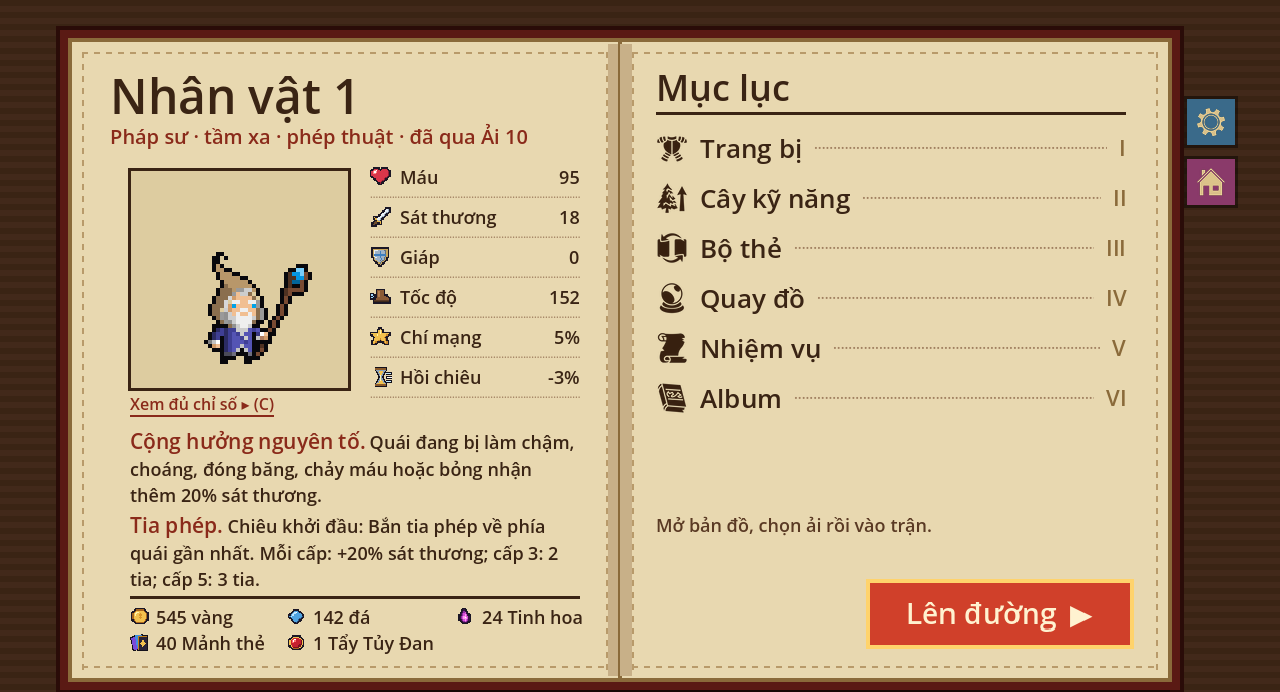 Nhân vật 1
Pháp sư · tầm xa · phép thuật · đã qua Ải 10
Máu 95
Sát thương 18
Giáp 0
Tốc độ 152
Chí mạng 5%
Hồi chiêu -3%
Xem đủ chỉ số ▸ (C)
Cộng hưởng nguyên tố. Quái đang bị làm chậm,
choáng, đóng băng, chảy máu hoặc bỏng nhận
thêm 20% sát thương.
Tia phép. Chiêu khởi đầu: Bắn tia phép về phía
quái gần nhất. Mỗi cấp: +20% sát thương; cấp 3: 2
tia; cấp 5: 3 tia.
545 vàng 142 đá 24 Tinh hoa
40 Mảnh thẻ 1 Tẩy Tủy Đan
Mục lục
Trang bị I
Cây kỹ năng II
Bộ thẻ III
Quay đồ IV
Nhiệm vụ V
Album VI
Mở bản đồ, chọn ải rồi vào trận.
Lên đường ▶